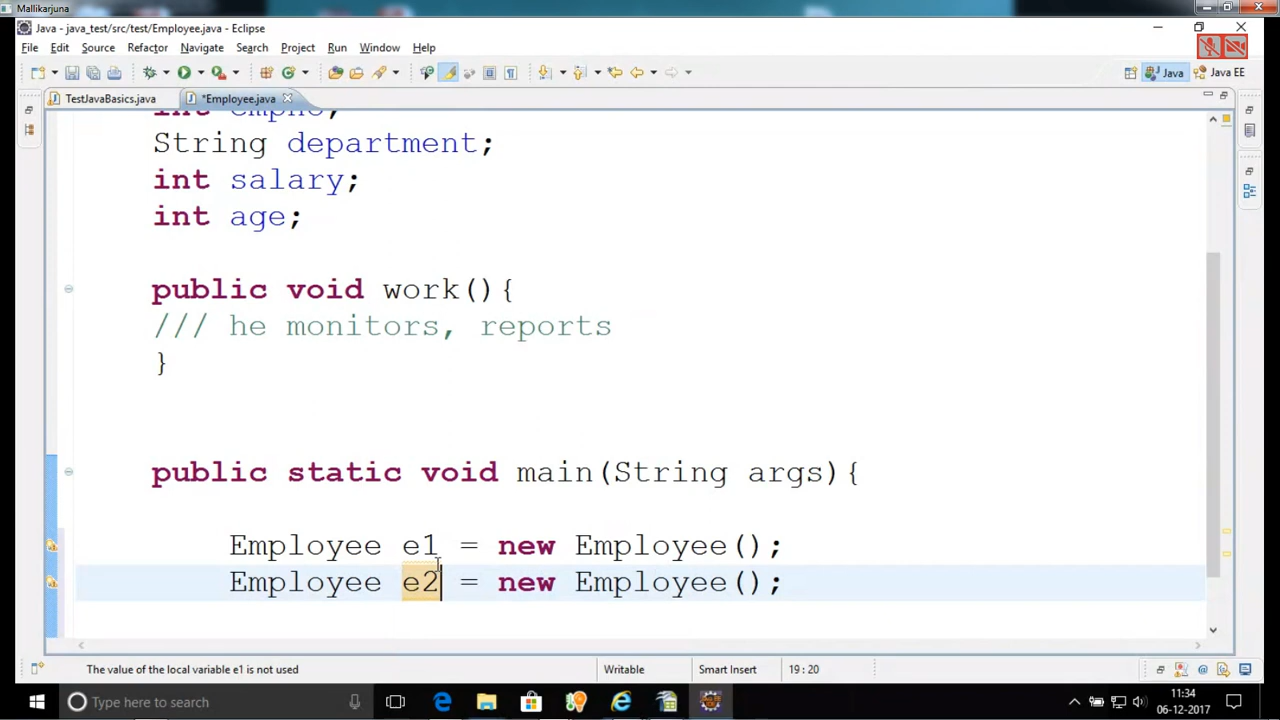 Mallikarjuna
Java - java_test/src/test/Employee.java - Eclipse
File Edit Source Refactor Navigate Search Project Run Window Help
Java Java EE
TestJavaBasics.java *Employee.java
int empno;
String department;
int salary;
int age;
public void work(){
/// he monitors, reports
}
public static void main(String args){
Employee e1 = new Employee();
Employee e2 = new Employee();
The value of the local variable e1 is not used Writable Smart Insert 19 : 20
Type here to search 11:34
06-12-2017